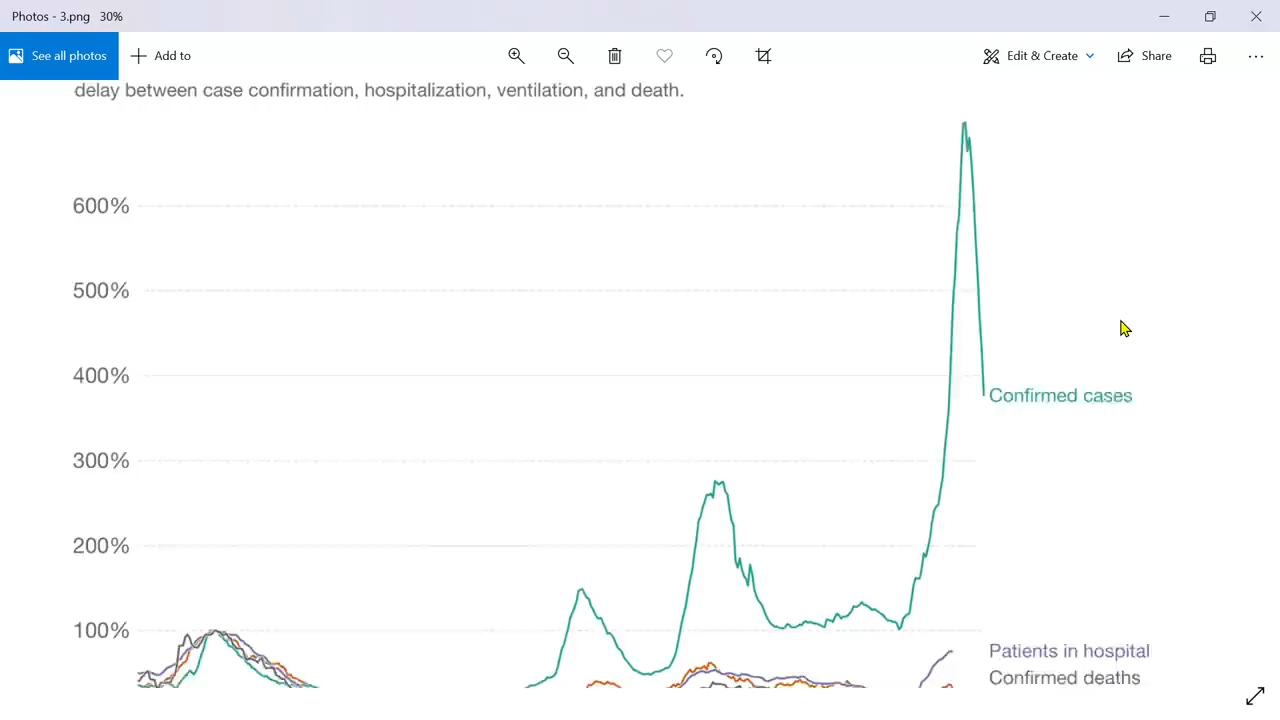 Photos - 3.png 30%
See all photos
Add to
Edit & Create
Share
delay between case confirmation, hospitalization, ventilation, and death.
600%
500%
400%
Confirmed cases
300%
200%
100%
Patients in hospital
Confirmed deaths